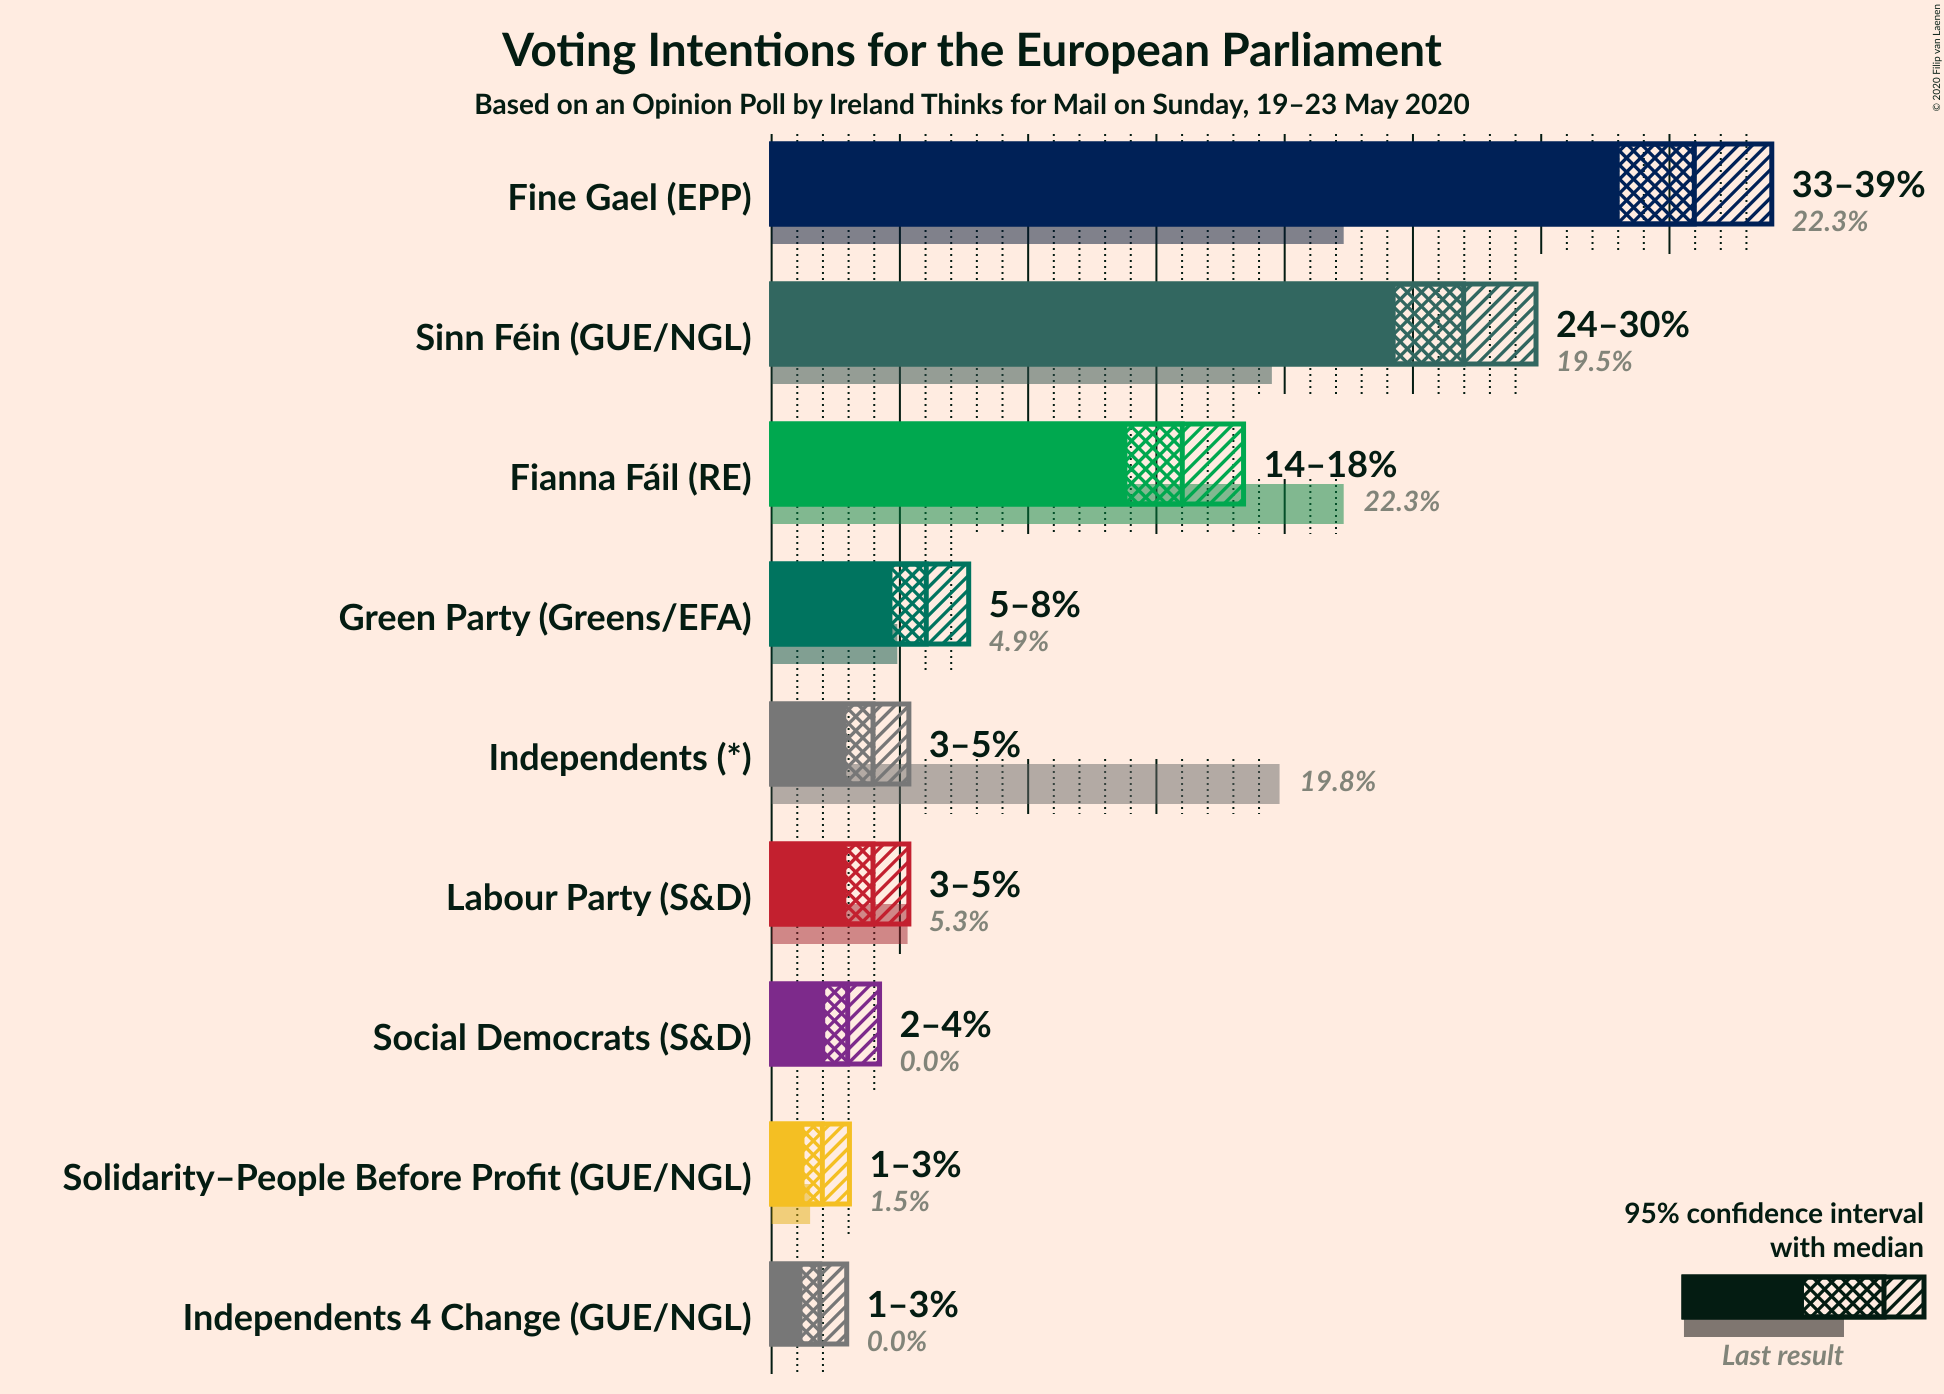 Voting Intentions for the European Parliament
Based on an Opinion Poll by Ireland Thinks for Mail on Sunday, 19–23 May 2020
© 2020 Filip van Laenen
Fine Gael (EPP)
33–39%
22.3%
Sinn Féin (GUE/NGL)
24–30%
19.5%
Fianna Fáil (RE)
14–18%
22.3%
Green Party (Greens/EFA)
5–8%
4.9%
Independents (*)
3–5%
19.8%
Labour Party (S&D)
3–5%
5.3%
Social Democrats (S&D)
2–4%
0.0%
Solidarity–People Before Profit (GUE/NGL)
1–3%
1.5%
Independents 4 Change (GUE/NGL)
1–3%
0.0%
95% confidence interval
with median
Last result